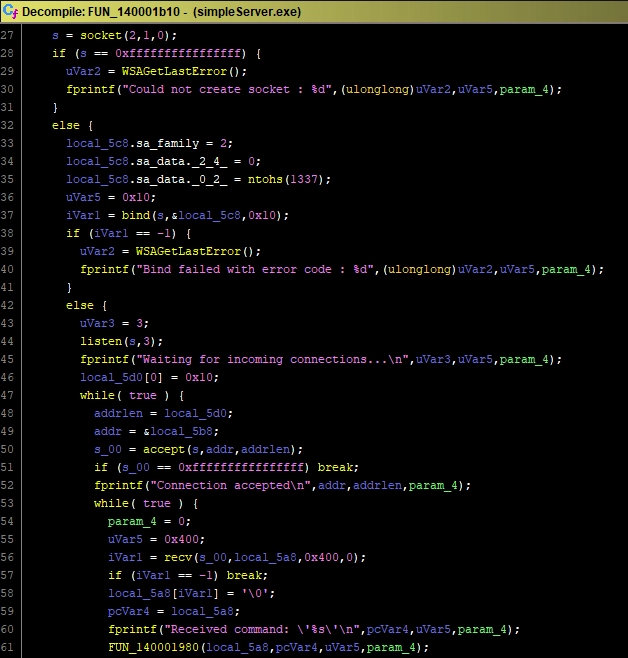 Decompile: FUN_140001b10 - (simpleServer.exe)
27 s = socket(2,1,0);
28 if (s == 0xffffffffffffffff) {
29 uVar2 = WSAGetLastError();
30 fprintf("Could not create socket : %d",(ulonglong)uVar2,uVar5,param_4);
31 }
32 else {
33 local_5c8.sa_family = 2;
34 local_5c8.sa_data._2_4_ = 0;
35 local_5c8.sa_data._0_2_ = ntohs(1337);
36 uVar5 = 0x10;
37 iVar1 = bind(s,&local_5c8,0x10);
38 if (iVar1 == -1) {
39 uVar2 = WSAGetLastError();
40 fprintf("Bind failed with error code : %d",(ulonglong)uVar2,uVar5,param_4);
41 }
42 else {
43 uVar3 = 3;
44 listen(s,3);
45 fprintf("Waiting for incoming connections...\n",uVar3,uVar5,param_4);
46 local_5d0[0] = 0x10;
47 while( true ) {
48 addrlen = local_5d0;
49 addr = &local_5b8;
50 s_00 = accept(s,addr,addrlen);
51 if (s_00 == 0xffffffffffffffff) break;
52 fprintf("Connection accepted\n",addr,addrlen,param_4);
53 while( true ) {
54 param_4 = 0;
55 uVar5 = 0x400;
56 iVar1 = recv(s_00,local_5a8,0x400,0);
57 if (iVar1 == -1) break;
58 local_5a8[iVar1] = '\0';
59 pcVar4 = local_5a8;
60 fprintf("Received command: \'%s\'\n",pcVar4,uVar5,param_4);
61 FUN_140001980(local_5a8,pcVar4,uVar5,param_4);